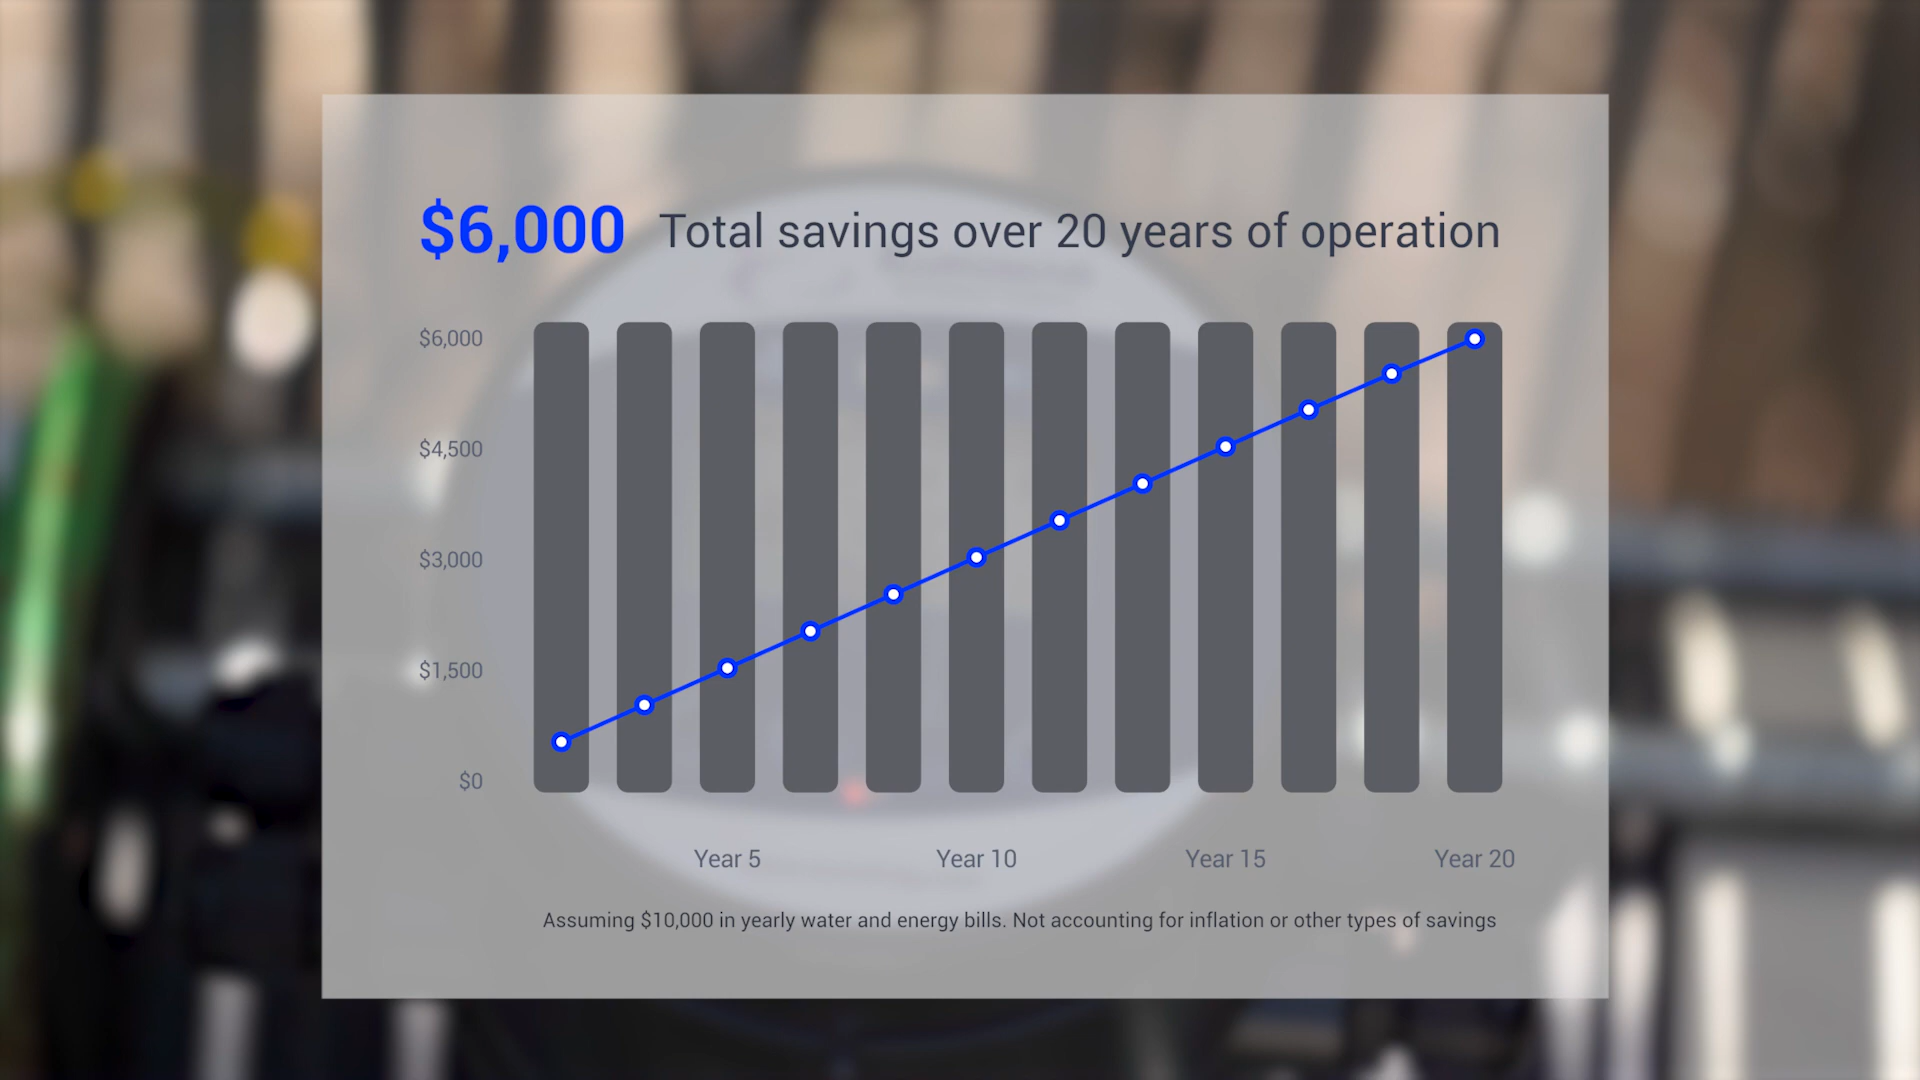 $6,000 Total savings over 20 years of operation
$6,000
$4,500
$3,000
$1,500
$0
Year 5 Year 10 Year 15 Year 20
Assuming $10,000 in yearly water and energy bills. Not accounting for inflation or other types of savings